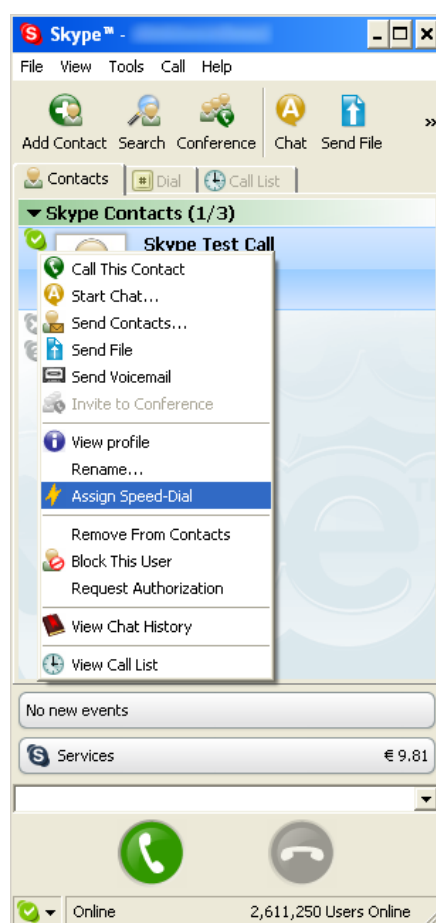 Skype™ -
File View Tools Call Help
Add Contact Search Conference Chat Send File »
Contacts Dial Call List
Skype Contacts (1/3)
Skype Test Call
Call This Contact
Start Chat...
Send Contacts...
Send File
Send Voicemail
Invite to Conference
View profile
Rename...
Assign Speed-Dial
Remove From Contacts
Block This User
Request Authorization
View Chat History
View Call List
No new events
Services € 9.81
Online 2,611,250 Users Online